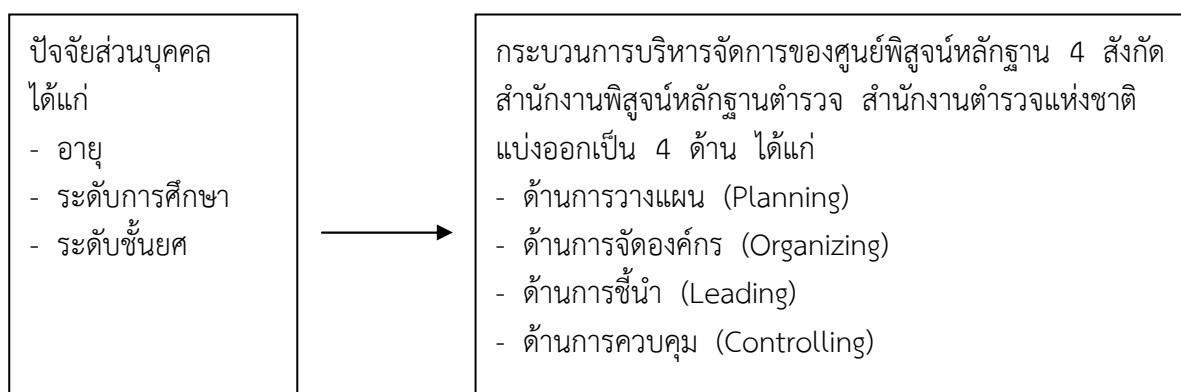 ปัจจัยส่วนบุคคล
ได้แก่
- อายุ
- ระดับการศึกษา
- ระดับชั้นยศ
กระบวนการบริหารจัดการของศูนย์พิสูจน์หลักฐาน 4 สังกัด
สำนักงานพิสูจน์หลักฐานตำรวจ สำนักงานตำรวจแห่งชาติ
แบ่งออกเป็น 4 ด้าน ได้แก่
- ด้านการวางแผน (Planning)
- ด้านการจัดองค์กร (Organizing)
- ด้านการชี้นำ (Leading)
- ด้านการควบคุม (Controlling)